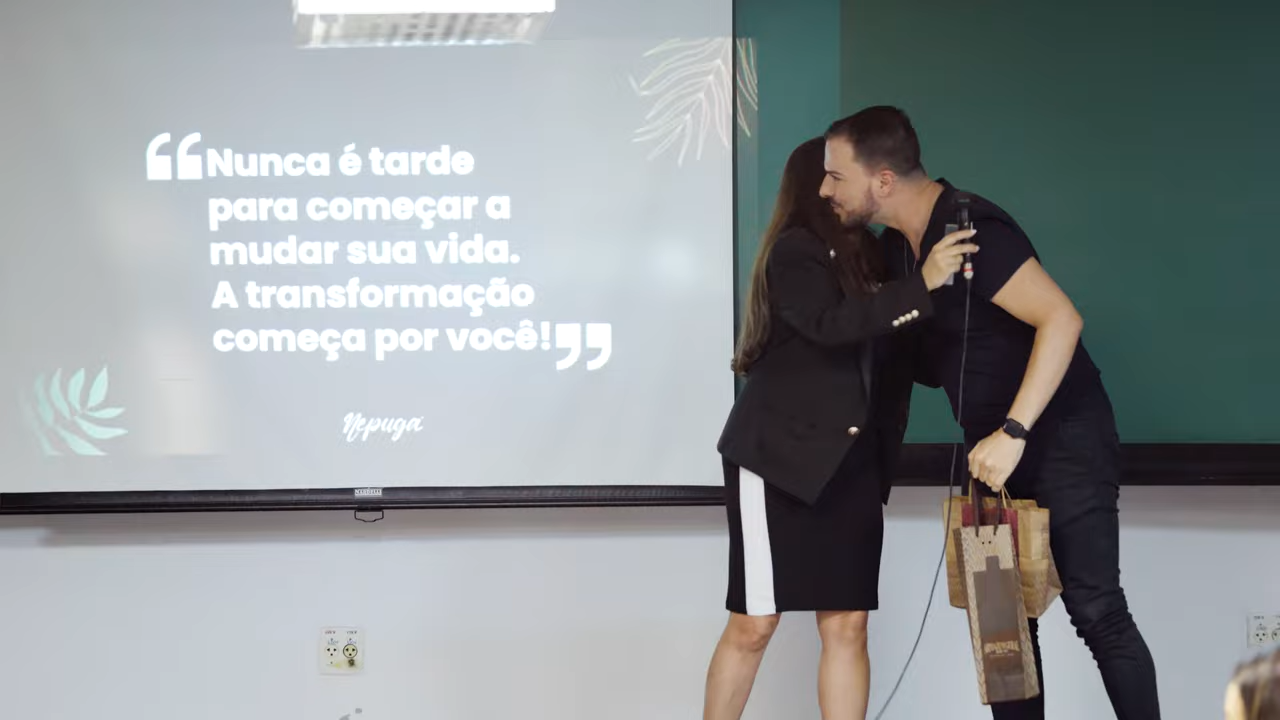 “Nunca é tarde
para começar a
mudar sua vida.
A transformação
começa por você!”
Nepuga